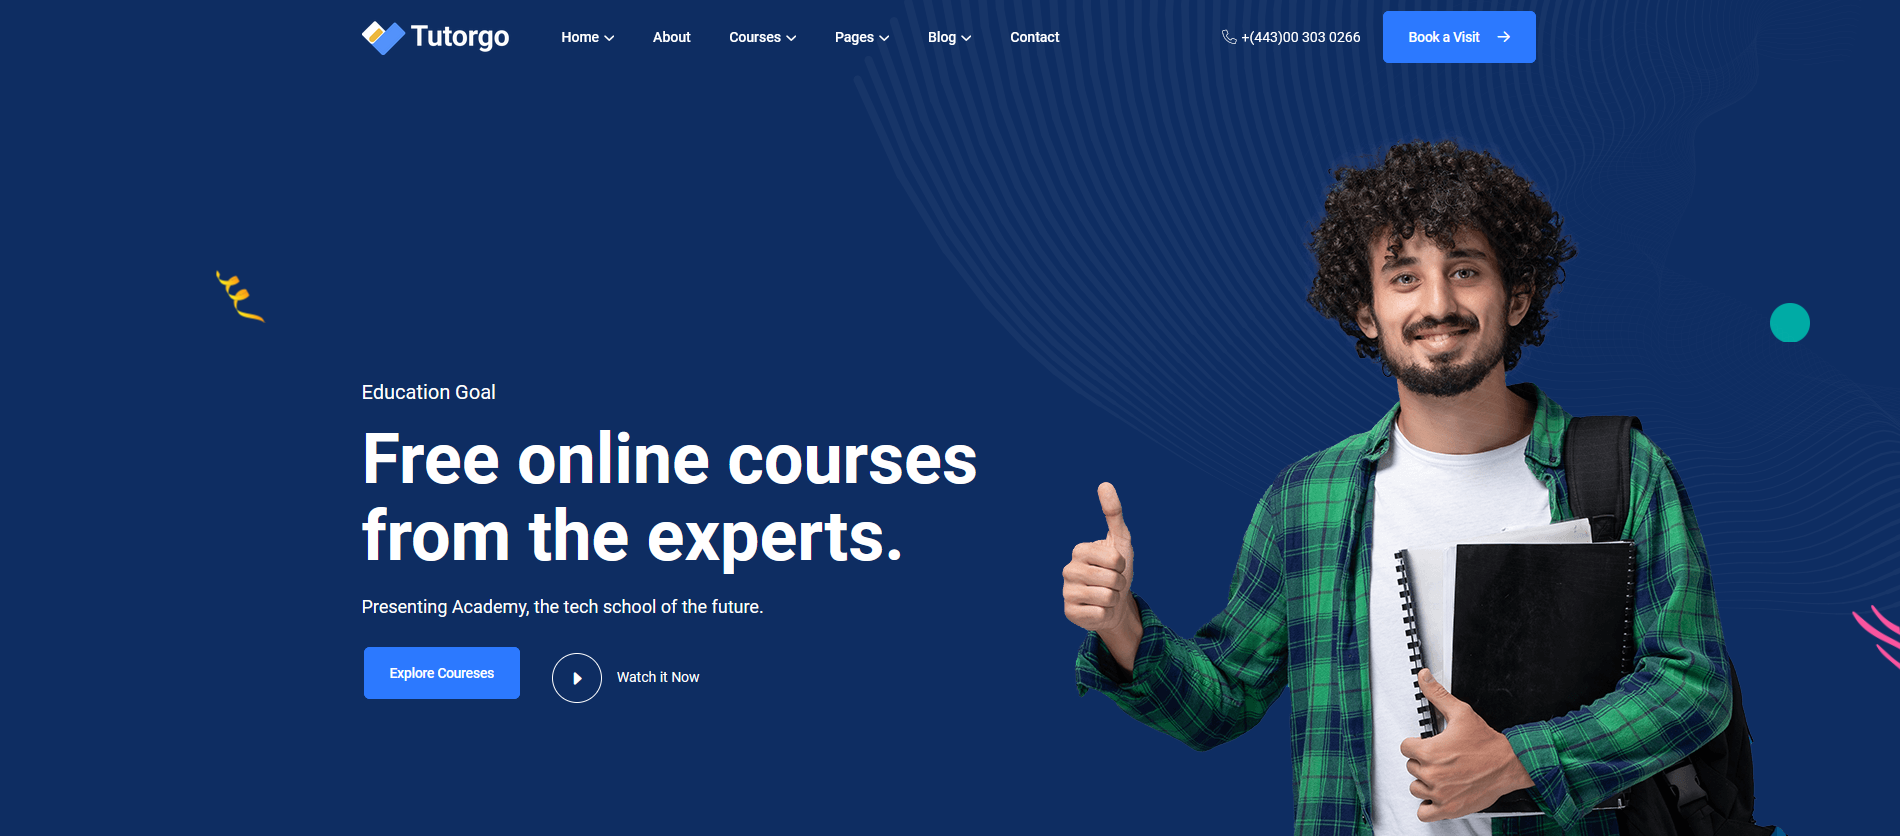 Tutorgo
Home
About
Courses
Pages
Blog
Contact
+(443)00 303 0266
Book a Visit
Education Goal
Free online courses
from the experts.
Presenting Academy, the tech school of the future.
Explore Coureses
Watch it Now